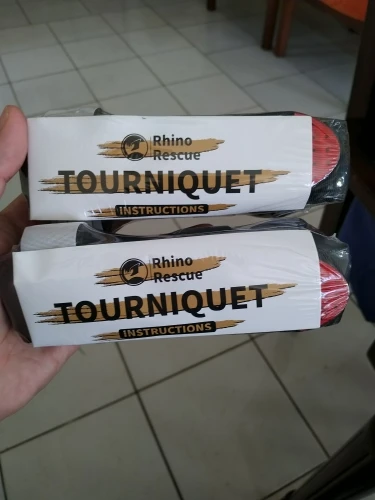 Rhino
Rescue
TOURNIQUET
INSTRUCTIONS
Rhino
Rescue
TOURNIQUET
INSTRUCTIONS